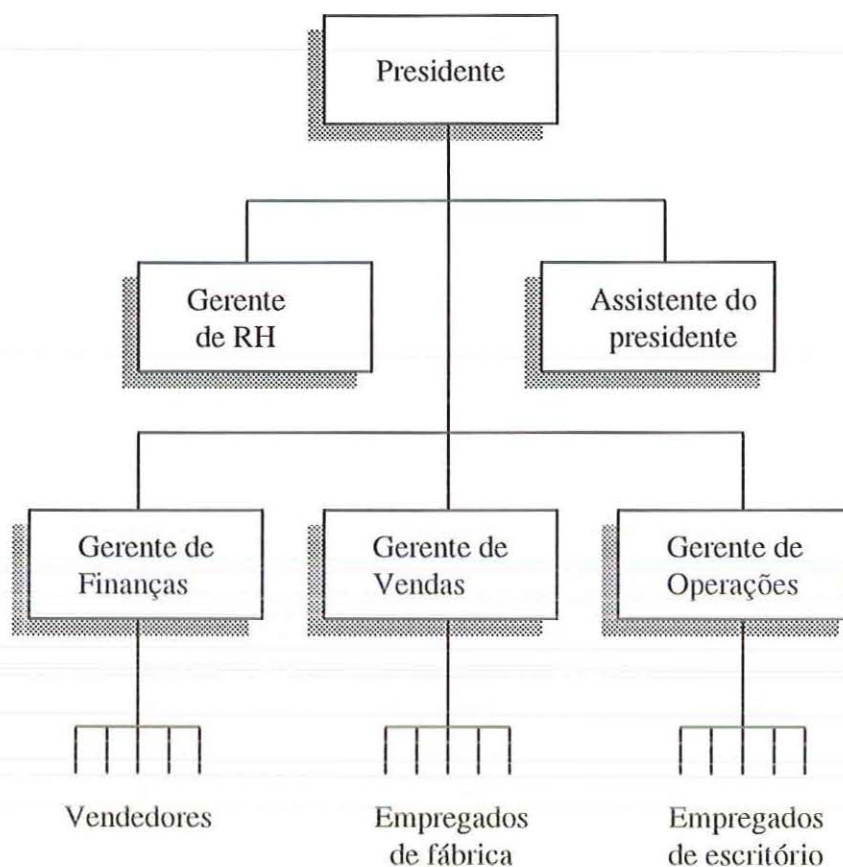 Presidente
Gerente
de RH
Assistente do
presidente
Gerente de
Finanças
Gerente de
Vendas
Gerente de
Operações
Vendedores
Empregados
de fábrica
Empregados
de escritório